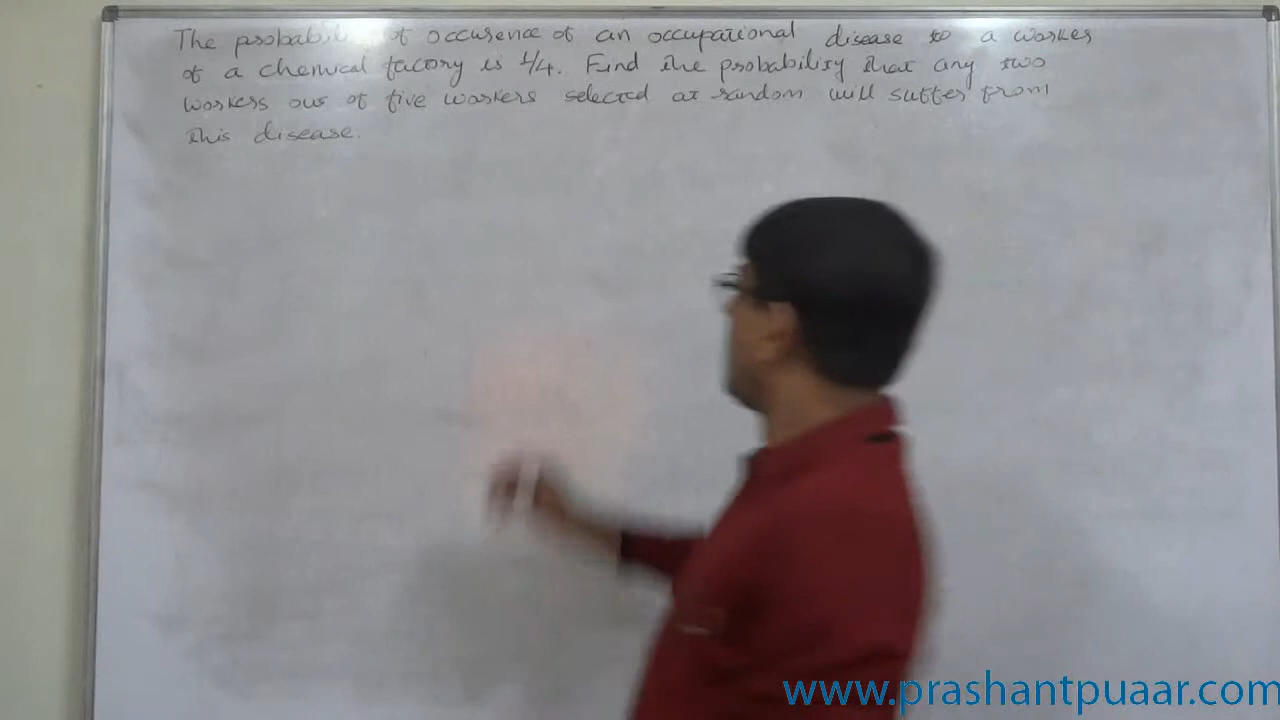 The probabili of occurence of an occupational disease to a worker
of a chemical factory is 1/4. Find the probability that any two
workers out of five workers selected at random will suffer from
this disease.
www.prashantpuaar.com